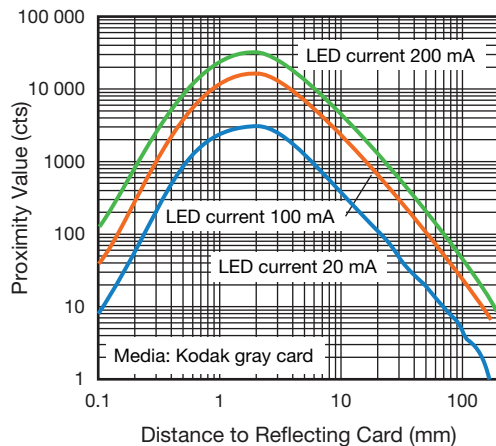 100 000
10 000
1000
100
10
1
Proximity Value (cts)
LED current 200 mA
LED current 100 mA
LED current 20 mA
Media: Kodak gray card
0.1 1 10 100
Distance to Reflecting Card (mm)